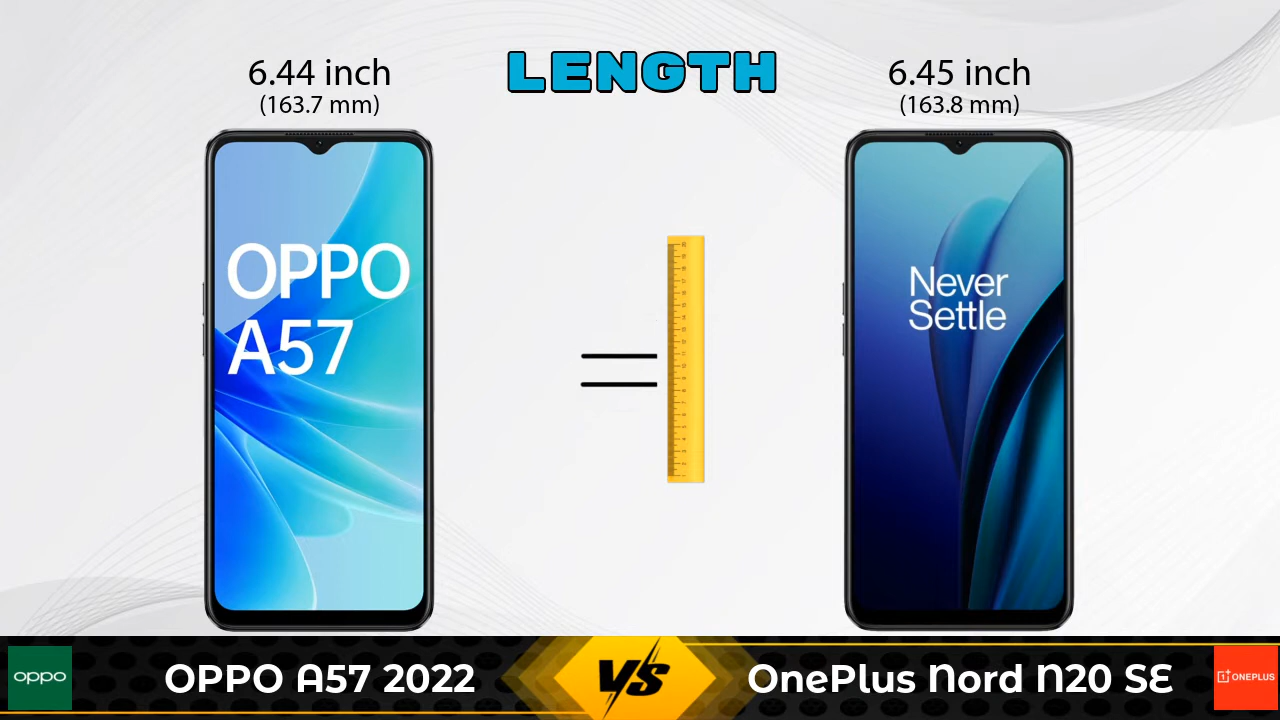 LENGTH
6.44 inch
(163.7 mm)
6.45 inch
(163.8 mm)
OPPO
A57
Never
Settle
oppo
OPPO A57 2022
VS
OnePlus Nord N20 SE
1+ ONEPLUS